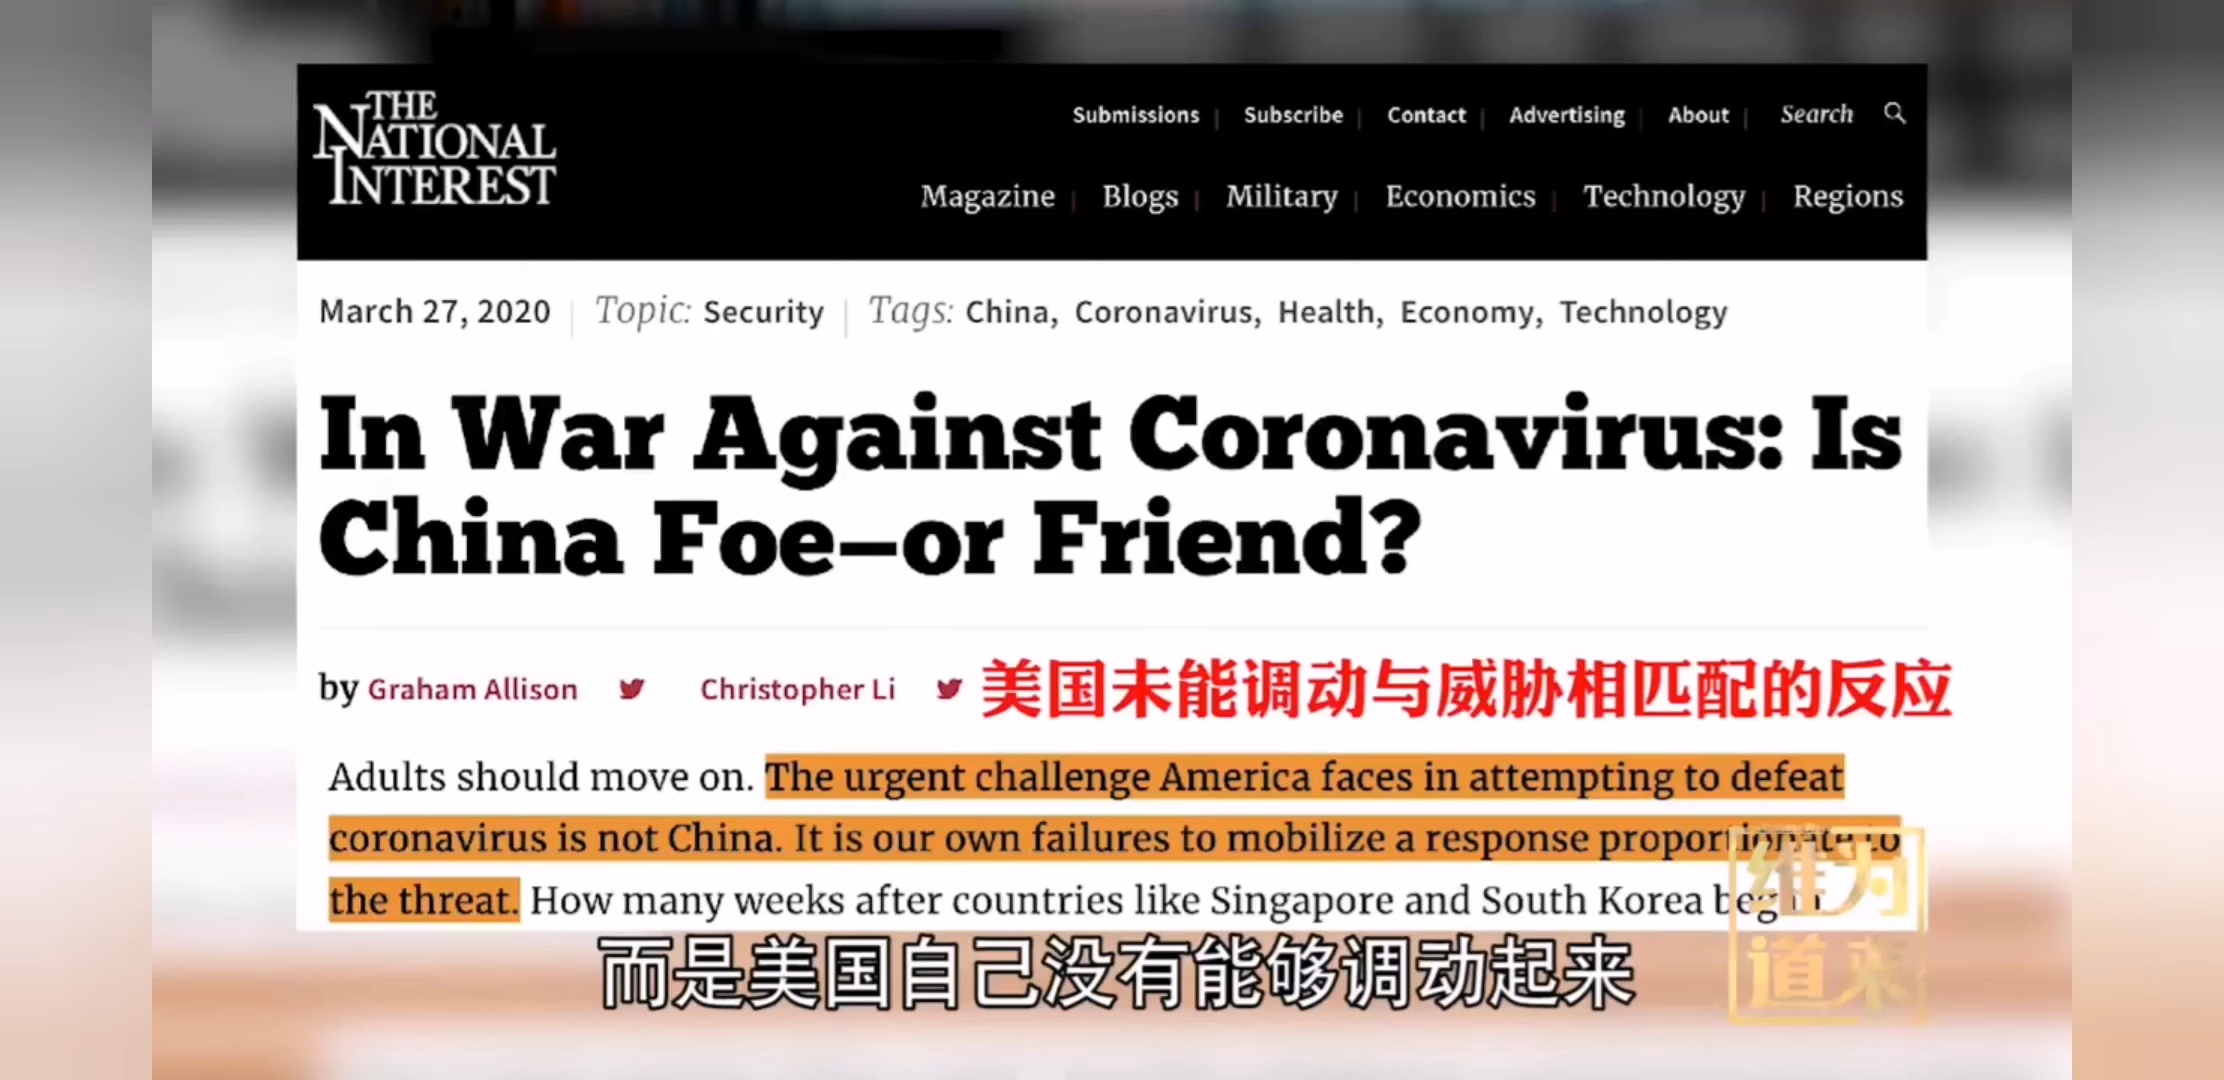 THE
NATIONAL
INTEREST
Submissions | Subscribe | Contact | Advertising | About | Search
Magazine | Blogs | Military | Economics | Technology | Regions
March 27, 2020 | Topic: Security | Tags: China, Coronavirus, Health, Economy, Technology
In War Against Coronavirus: Is
China Foe—or Friend?
by Graham Allison Christopher Li 美国未能调动与威胁相匹配的反应
Adults should move on. The urgent challenge America faces in attempting to defeat
coronavirus is not China. It is our own failures to mobilize a response proportionate to
the threat. How many weeks after countries like Singapore and South Korea
维为
道来
而是美国自己没有能够调动起来